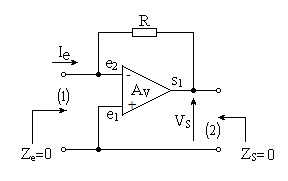 R
Ie
e2
-
Av
s1
+
e1
(1)
Vs
(2)
Ze=0
Zs=0